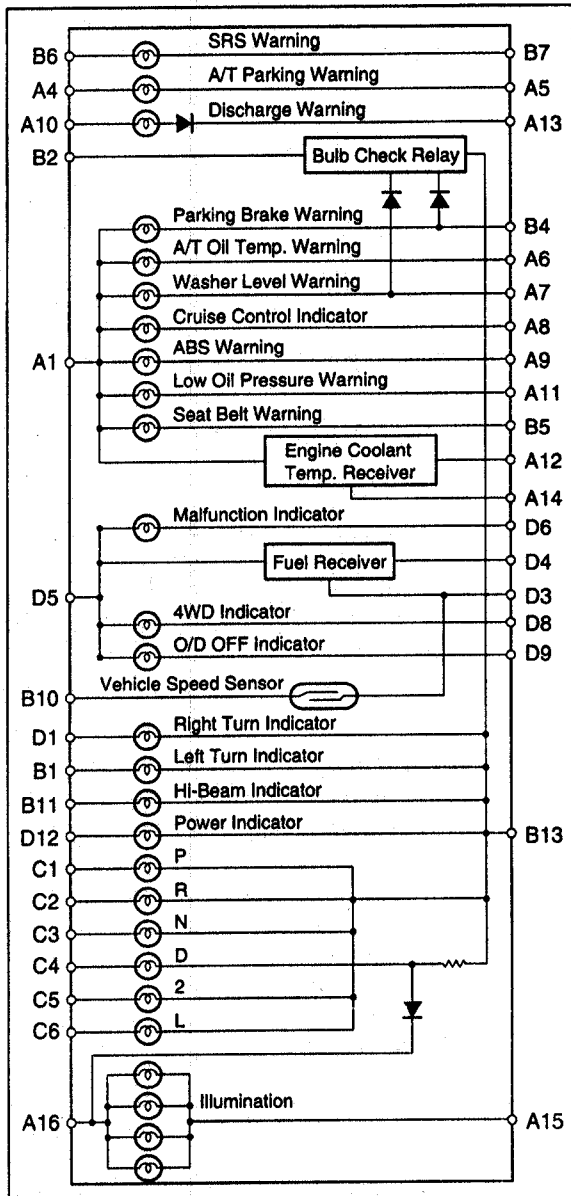 SRS Warning
B6 B7
A/T Parking Warning
A4 A5
Discharge Warning
A10 A13
B2 Bulb Check Relay
Parking Brake Warning
B4
A/T Oil Temp. Warning
A6
Washer Level Warning
A7
Cruise Control Indicator
A8
ABS Warning
A1 A9
Low Oil Pressure Warning
A11
Seat Belt Warning
B5
Engine Coolant
Temp. Receiver
A12
A14
Malfunction Indicator
D6
Fuel Receiver D4
D5 D3
4WD Indicator
D8
O/D OFF Indicator
D9
Vehicle Speed Sensor
B10
Right Turn Indicator
D1
Left Turn Indicator
B1
Hi-Beam Indicator
B11
Power Indicator
D12 B13
C1 P
C2 R
C3 N
C4 D
C5 2
C6 L
Illumination
A16 A15